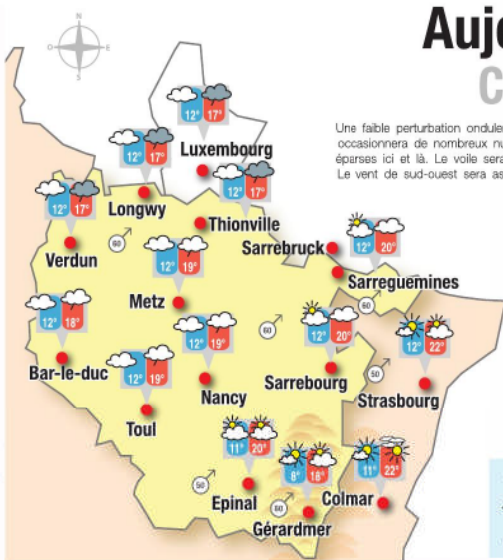 Auj
C
Une faible perturbation ondule
occasionnera de nombreux nu
éparses ici et là. Le voile sera
Le vent de sud-ouest sera as
N
O E
S
12° 17°
Luxembourg
12° 17°
Longwy
12° 17°
Thionville
12° 17°
Verdun
60
12° 20°
Sarrebruck
Sarreguemines
12° 19°
Metz
60
12° 18°
Bar-le-duc
12° 19°
Nancy
60
12° 20°
Sarrebourg
12° 22°
Strasbourg
50
12° 19°
Toul
11° 20°
Epinal
50
8° 18°
Gérardmer
11° 22°
Colmar